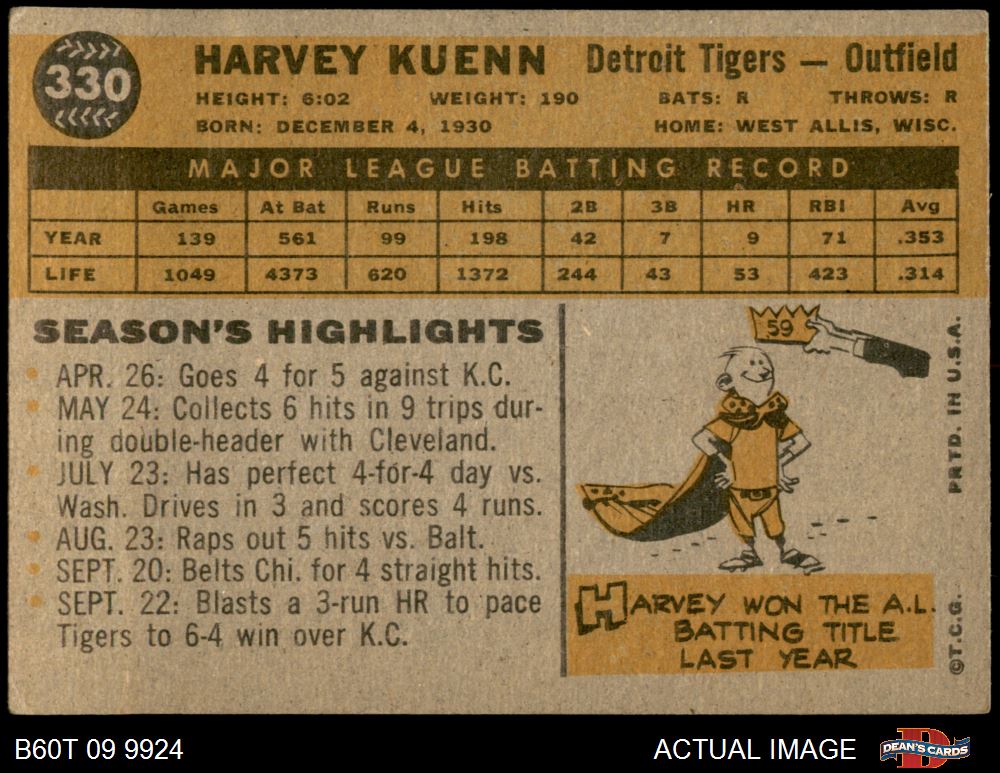 330
HARVEY KUENN Detroit Tigers — Outfield
HEIGHT: 6:02 WEIGHT: 190 BATS: R THROWS: R
BORN: DECEMBER 4, 1930 HOME: WEST ALLIS, WISC.
MAJOR LEAGUE BATTING RECORD
Games At Bat Runs Hits 2B 3B HR RBI Avg
YEAR 139 561 99 198 42 7 9 71 .353
LIFE 1049 4373 620 1372 244 43 53 423 .314
SEASON'S HIGHLIGHTS
APR. 26: Goes 4 for 5 against K.C.
MAY 24: Collects 6 hits in 9 trips dur-
ing double-header with Cleveland.
JULY 23: Has perfect 4-for-4 day vs.
Wash. Drives in 3 and scores 4 runs.
AUG. 23: Raps out 5 hits vs. Balt.
SEPT. 20: Belts Chi. for 4 straight hits.
SEPT. 22: Blasts a 3-run HR to pace
Tigers to 6-4 win over K.C.
59
HARVEY WON THE A.L.
BATTING TITLE
LAST YEAR
©T.C.G. PRTD. IN U.S.A.
B60T 09 9924 ACTUAL IMAGE DEAN'S CARDS